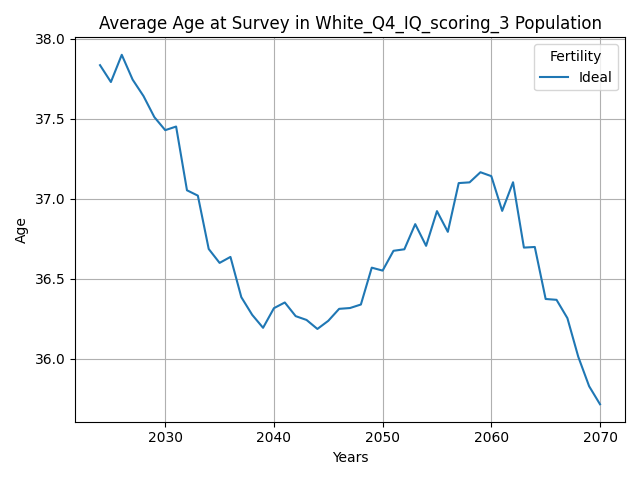 Average Age at Survey in White_Q4_IQ_scoring_3 Population
38.0
37.5
37.0
36.5
36.0
Age
Fertility
Ideal
2030 2040 2050 2060 2070
Years